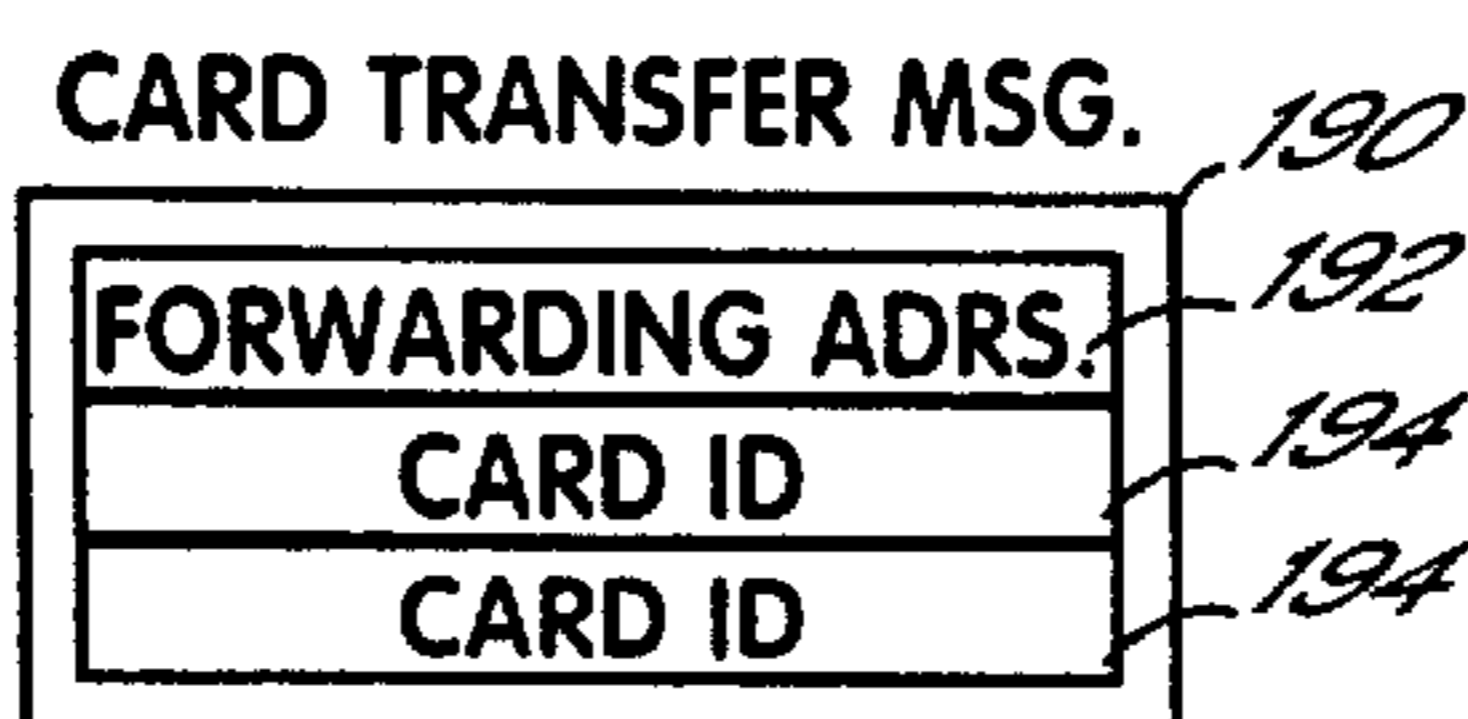 CARD TRANSFER MSG.
190
FORWARDING ADRS.
192
CARD ID
194
CARD ID
194